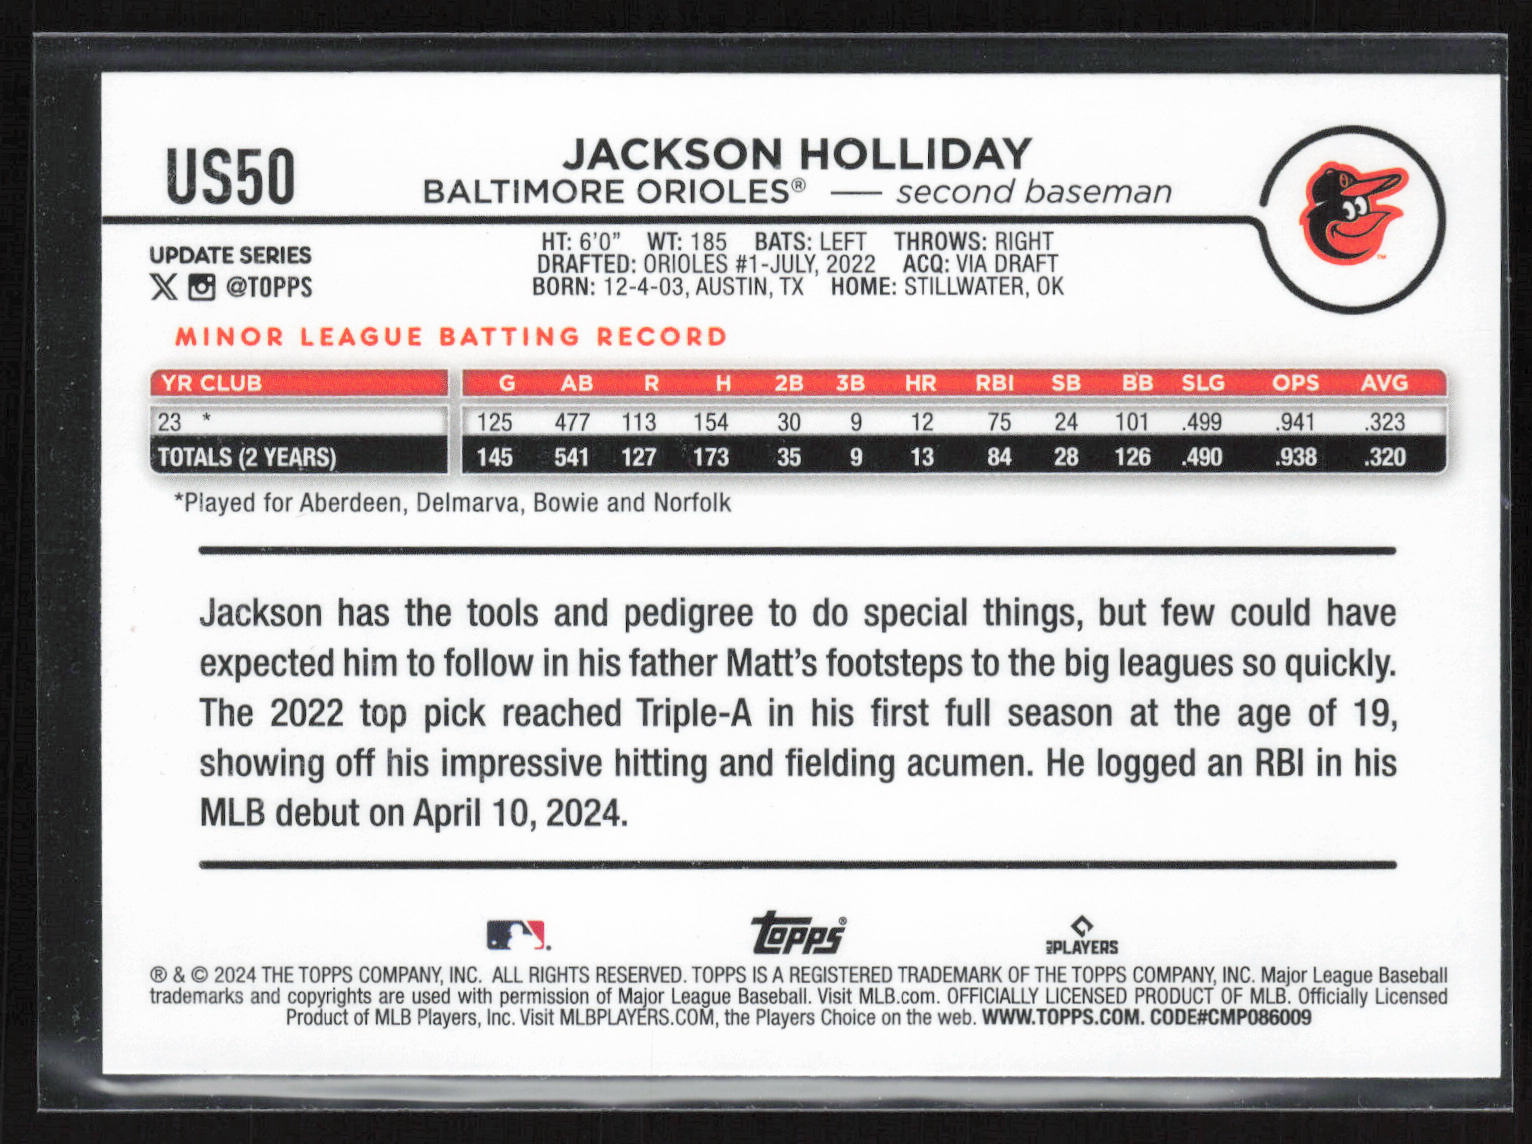 US50
JACKSON HOLLIDAY
BALTIMORE ORIOLES® — second baseman
UPDATE SERIES
@TOPPS
HT: 6'0" WT: 185 BATS: LEFT THROWS: RIGHT
DRAFTED: ORIOLES #1-JULY, 2022 ACQ: VIA DRAFT
BORN: 12-4-03, AUSTIN, TX HOME: STILLWATER, OK
TM
MINOR LEAGUE BATTING RECORD
YR CLUB G AB R H 2B 3B HR RBI SB BB SLG OPS AVG
23 * 125 477 113 154 30 9 12 75 24 101 .499 .941 .323
TOTALS (2 YEARS) 145 541 127 173 35 9 13 84 28 126 .490 .938 .320
*Played for Aberdeen, Delmarva, Bowie and Norfolk
Jackson has the tools and pedigree to do special things, but few could have
expected him to follow in his father Matt's footsteps to the big leagues so quickly.
The 2022 top pick reached Triple-A in his first full season at the age of 19,
showing off his impressive hitting and fielding acumen. He logged an RBI in his
MLB debut on April 10, 2024.
Topps®
MLB PLAYERS
® & © 2024 THE TOPPS COMPANY, INC. ALL RIGHTS RESERVED. TOPPS IS A REGISTERED TRADEMARK OF THE TOPPS COMPANY, INC. Major League Baseball
trademarks and copyrights are used with permission of Major League Baseball. Visit MLB.com. OFFICIALLY LICENSED PRODUCT OF MLB. Officially Licensed
Product of MLB Players, Inc. Visit MLBPLAYERS.COM, the Players Choice on the web. WWW.TOPPS.COM. CODE#CMP086009